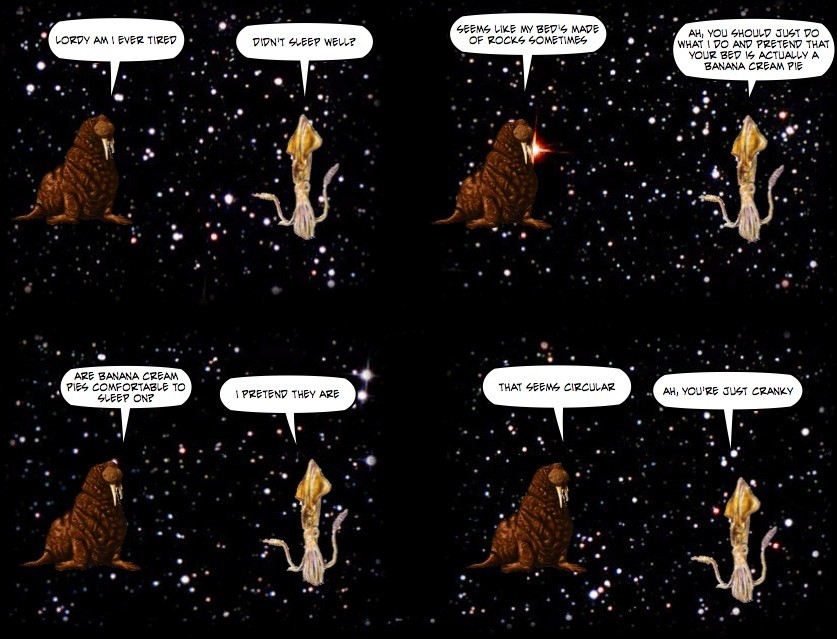 LORDY AM I EVER TIRED
DIDN'T SLEEP WELL?
SEEMS LIKE MY BED'S MADE
OF ROCKS SOMETIMES
AH, YOU SHOULD JUST DO
WHAT I DO AND PRETEND THAT
YOUR BED IS ACTUALLY A
BANANA CREAM PIE
ARE BANANA CREAM
PIES COMFORTABLE TO
SLEEP ON?
I PRETEND THEY ARE
THAT SEEMS CIRCULAR
AH, YOU'RE JUST CRANKY